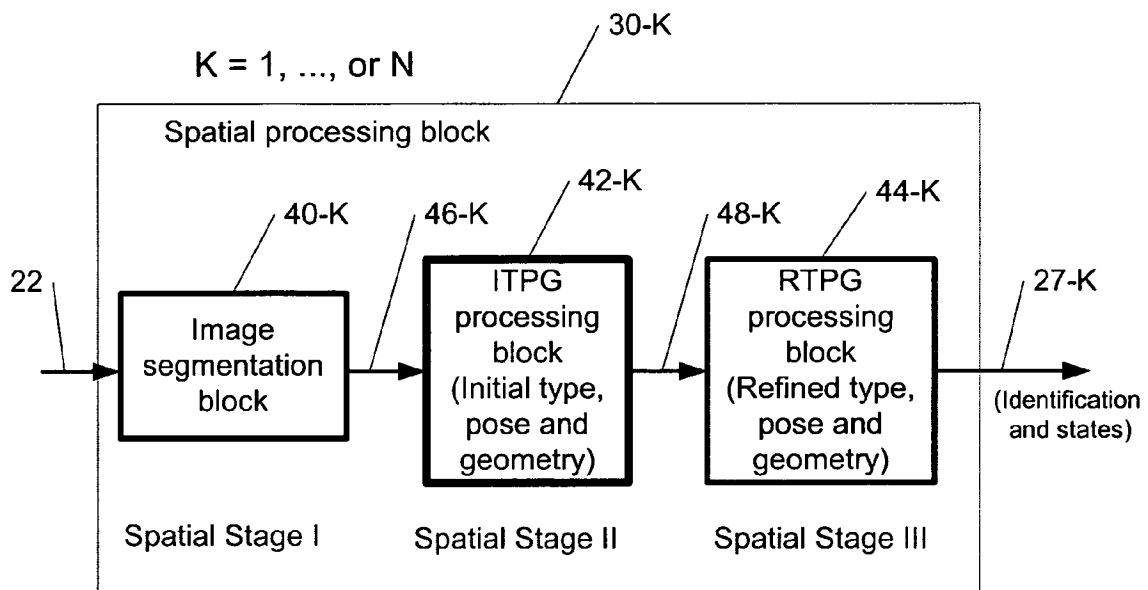 30-K
K = 1, ..., or N
Spatial processing block
42-K
40-K
46-K
48-K
44-K
22
27-K
Image
segmentation
block
ITPG
processing
block
(Initial type,
pose and
geometry)
RTPG
processing
block
(Refined type,
pose and
geometry)
(Identification
and states)
Spatial Stage I
Spatial Stage II
Spatial Stage III